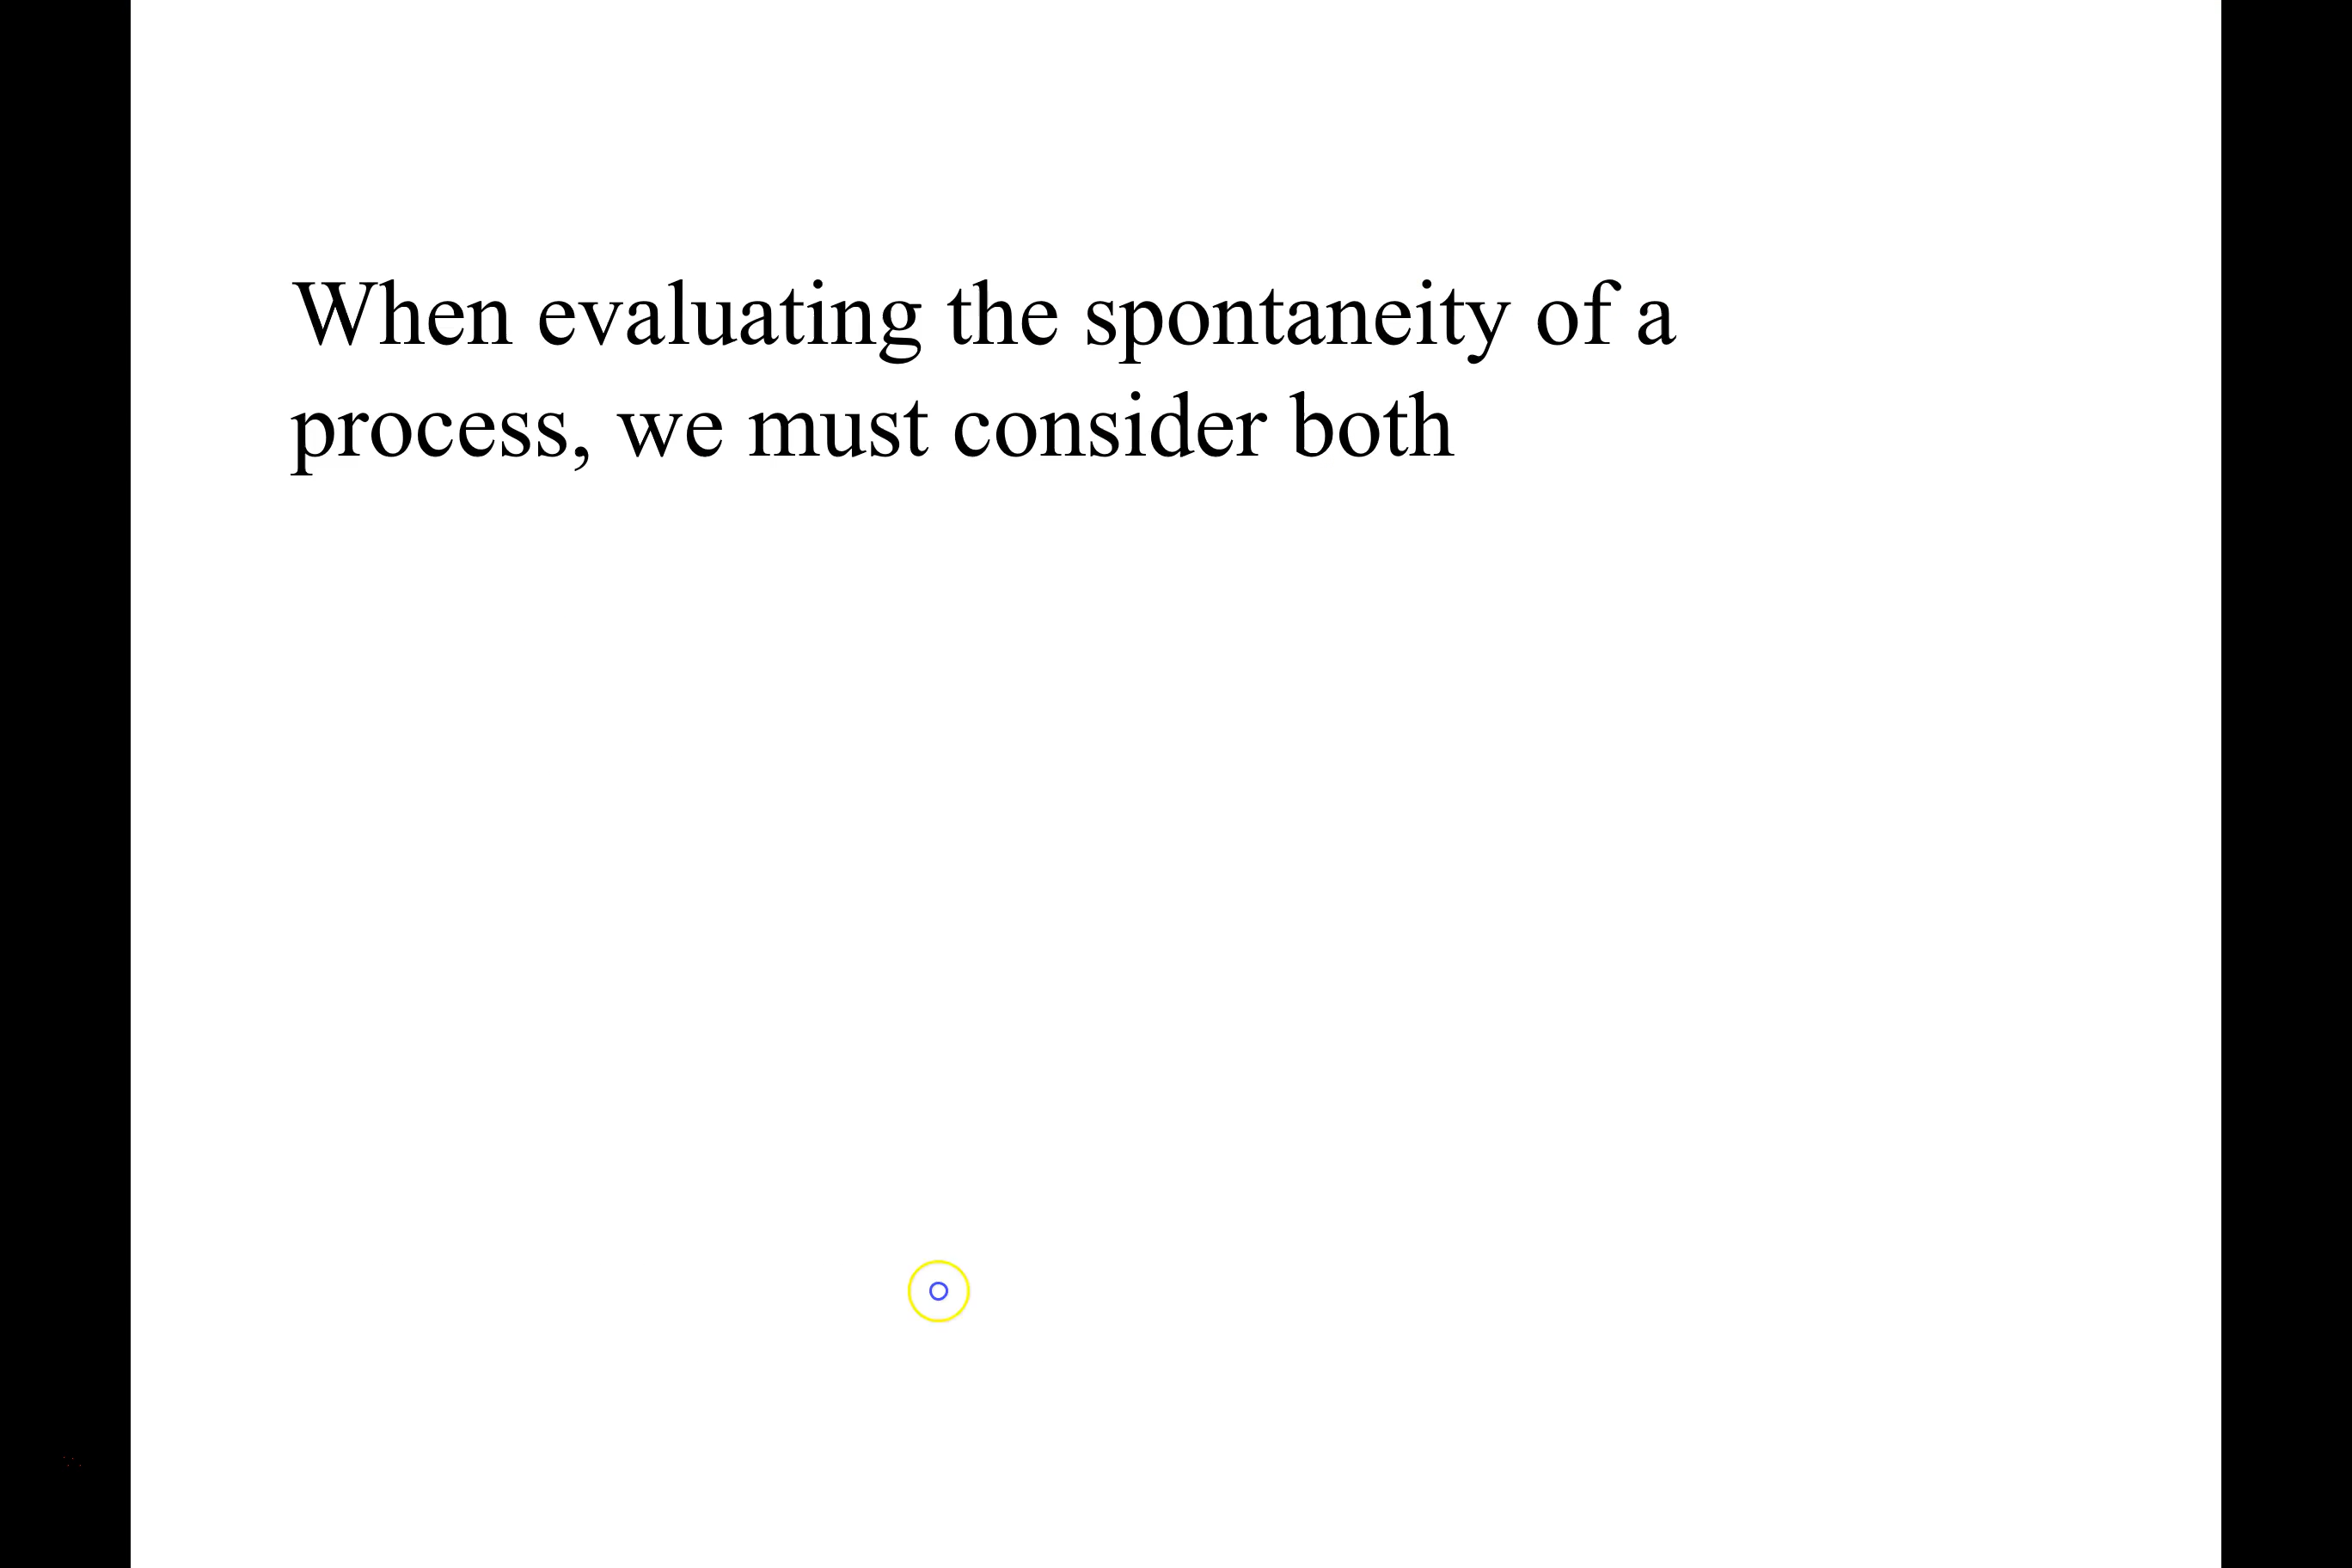 When evaluating the spontaneity of a
process, we must consider both